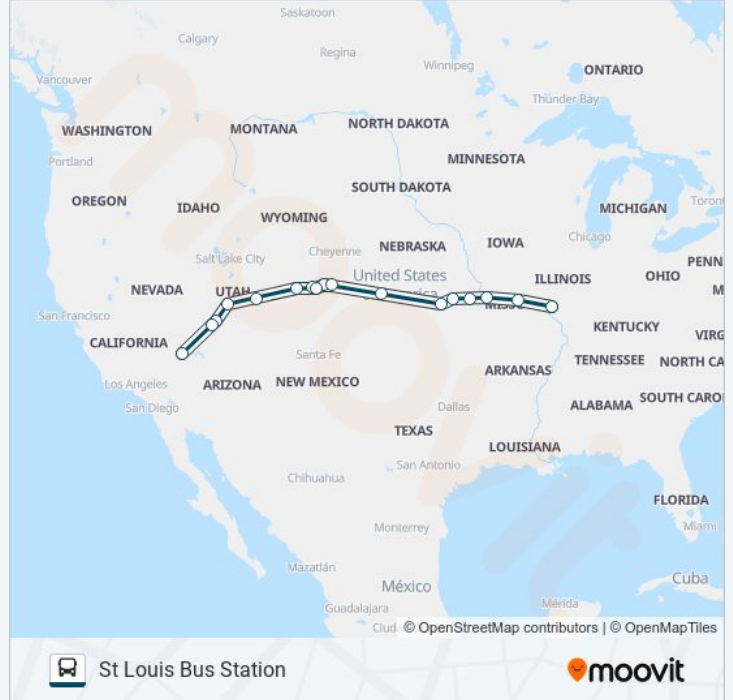 Saskatoon
Calgary
Regina
Winnipeg
ONTARIO
Vancouver
Thunder Bay
WASHINGTON
MONTANA
NORTH DAKOTA
Portland
MINNESOTA
SOUTH DAKOTA
OREGON
IDAHO
WYOMING
MICHIGAN
Toron
Chicago
Salt Lake City
Cheyenne
NEBRASKA
IOWA
PENN
United States
ILLINOIS
OHIO
NEVADA
UTAH
M
San Francisco
MISSO
KENTUCKY
VIRG
CALIFORNIA
Santa Fe
TENNESSEE
NORTH CA
Los Angeles
ARIZONA
NEW MEXICO
ARKANSAS
SOUTH CARO
San Diego
Dallas
ALABAMA
TEXAS
LOUISIANA
San Antonio
Chihuahua
FLORIDA
Miami
Monterrey
Mazatlán
México
Cuba
Mérida
Guadalajara
Ciud
© OpenStreetMap contributors | © OpenMapTiles
St Louis Bus Station
moovit